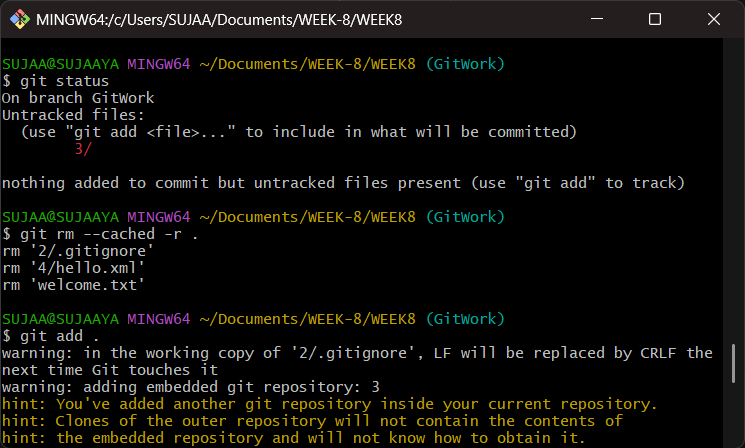 MINGW64:/c/Users/SUJAA/Documents/WEEK-8/WEEK8
SUJAA@SUJAAYA MINGW64 ~/Documents/WEEK-8/WEEK8 (GitWork)
$ git status
On branch GitWork
Untracked files:
  (use "git add <file>..." to include in what will be committed)
        3/
nothing added to commit but untracked files present (use "git add" to track)
SUJAA@SUJAAYA MINGW64 ~/Documents/WEEK-8/WEEK8 (GitWork)
$ git rm --cached -r .
rm '2/.gitignore'
rm '4/hello.xml'
rm 'welcome.txt'
SUJAA@SUJAAYA MINGW64 ~/Documents/WEEK-8/WEEK8 (GitWork)
$ git add .
warning: in the working copy of '2/.gitignore', LF will be replaced by CRLF the
next time Git touches it
warning: adding embedded git repository: 3
hint: You've added another git repository inside your current repository.
hint: Clones of the outer repository will not contain the contents of
hint: the embedded repository and will not know how to obtain it.